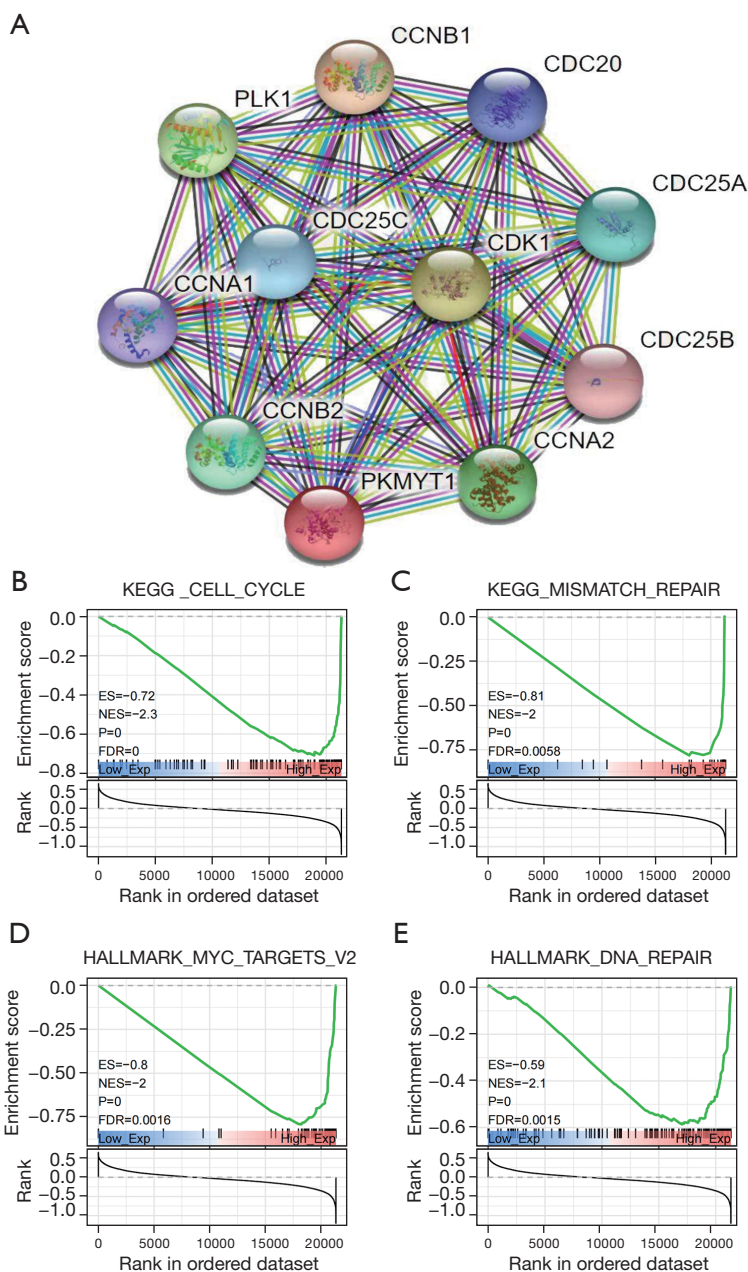 A
CCNB1
CDC20
PLK1
CDC25A
CDC25C
CDK1
CCNA1
CDC25B
CCNB2
CCNA2
PKMYT1
B
KEGG _CELL_CYCLE
Enrichment score
0.0
−0.2
−0.4
−0.6
−0.8
ES=−0.72
NES=−2.3
P=0
FDR=0
Low_Exp
High_Exp
Rank
0.5
0.0
−0.5
−1.0
0 5000 10000 15000 20000
Rank in ordered dataset
C
KEGG_MISMATCH_REPAIR
Enrichment score
0.00
−0.25
−0.50
−0.75
ES=−0.81
NES=−2
P=0
FDR=0.0058
Low_Exp
High_Exp
Rank
0.5
0.0
−0.5
−1.0
0 5000 10000 15000 20000
Rank in ordered dataset
D
HALLMARK_MYC_TARGETS_V2
Enrichment score
0.0
−0.25
−0.50
−0.75
ES=−0.8
NES=−2
P=0
FDR=0.0016
Low_Exp
High_Exp
Rank
0.5
0.0
−0.5
−1.0
0 5000 10000 15000 20000
Rank in ordered dataset
E
HALLMARK_DNA_REPAIR
Enrichment score
0.0
−0.2
−0.4
−0.6
ES=−0.59
NES=−2.1
P=0
FDR=0.0015
Low_Exp
High_Exp
Rank
0.5
0.0
−0.5
−1.0
0 5000 10000 15000 20000
Rank in ordered dataset